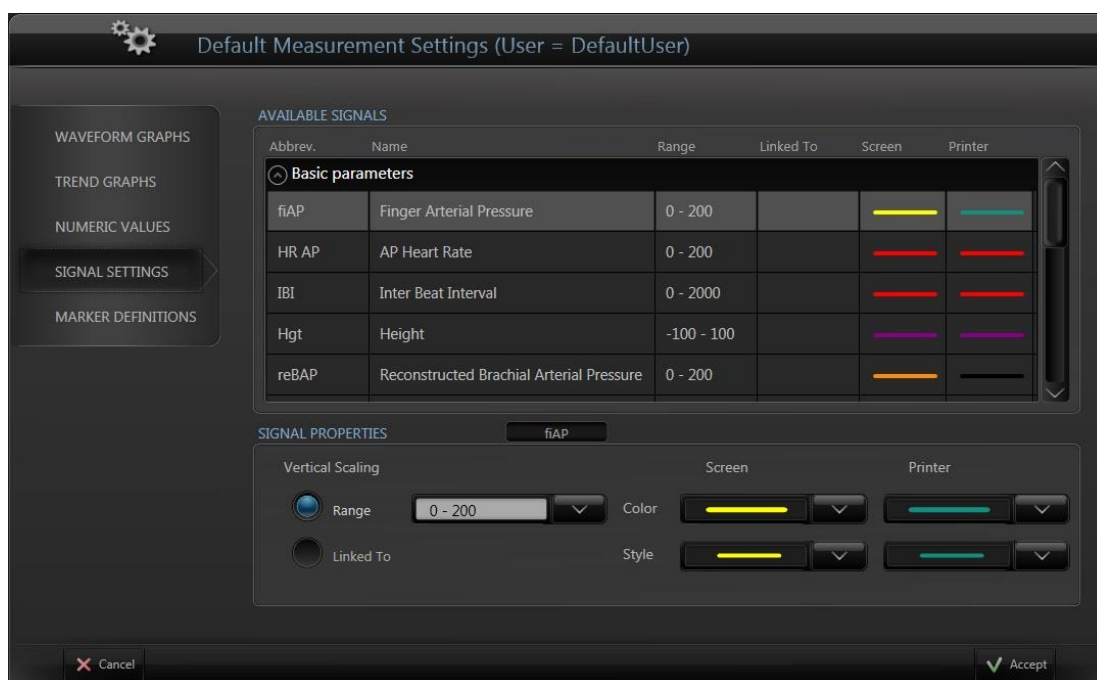 Default Measurement Settings (User = DefaultUser)
WAVEFORM GRAPHS
TREND GRAPHS
NUMERIC VALUES
SIGNAL SETTINGS
MARKER DEFINITIONS
AVAILABLE SIGNALS
Abbrev. Name Range Linked To Screen Printer
Basic parameters
fiAP Finger Arterial Pressure 0 - 200
HR AP AP Heart Rate 0 - 200
IBI Inter Beat Interval 0 - 2000
Hgt Height -100 - 100
reBAP Reconstructed Brachial Arterial Pressure 0 - 200
SIGNAL PROPERTIES fiAP
Vertical Scaling Screen Printer
Range 0 - 200 Color
Linked To Style
Cancel Accept